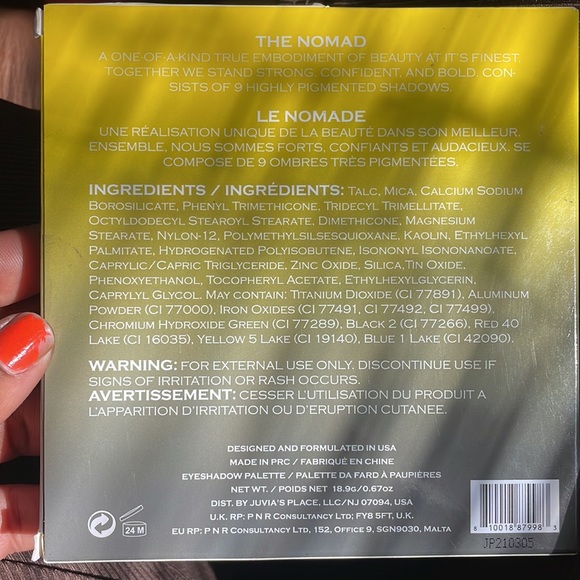 THE NOMAD
A ONE-OF-A-KIND TRUE EMBODIMENT OF BEAUTY AT IT'S FINEST.
TOGETHER WE STAND STRONG, CONFIDENT, AND BOLD. CON-
SISTS OF 9 HIGHLY PIGMENTED SHADOWS.
LE NOMADE
UNE RÉALISATION UNIQUE DE LA BEAUTÉ DANS SON MEILLEUR.
ENSEMBLE, NOUS SOMMES FORTS, CONFIANTS ET AUDACIEUX. SE
COMPOSE DE 9 OMBRES TRÈS PIGMENTÉES.
INGREDIENTS / INGRÉDIENTS: TALC, MICA, CALCIUM SODIUM
BOROSILICATE, PHENYL TRIMETHICONE, TRIDECYL TRIMELLITATE,
OCTYLDODECYL STEAROYL STEARATE, DIMETHICONE, MAGNESIUM
STEARATE, NYLON-12, POLYMETHYLSILSESQUIOXANE, KAOLIN, ETHYLHEXYL
PALMITATE, HYDROGENATED POLYISOBUTENE, ISONONYL ISONONANOATE,
CAPRYLIC/CAPRIC TRIGLYCERIDE, ZINC OXIDE, SILICA,TIN OXIDE,
PHENOXYETHANOL, TOCOPHERYL ACETATE, ETHYLHEXYLGLYCERIN,
CAPRYLYL GLYCOL. MAY CONTAIN: TITANIUM DIOXIDE (CI 77891), ALUMINUM
POWDER (CI 77000), IRON OXIDES (CI 77491, CI 77492, CI 77499),
CHROMIUM HYDROXIDE GREEN (CI 77289), BLACK 2 (CI 77266), RED 40
LAKE (CI 16035), YELLOW 5 LAKE (CI 19140), BLUE 1 LAKE (CI 42090).
WARNING: FOR EXTERNAL USE ONLY. DISCONTINUE USE IF
SIGNS OF IRRITATION OR RASH OCCURS.
AVERTISSEMENT: CESSER L'UTILISATION DU PRODUIT A
L'APPARITION D'IRRITATION OU D'ERUPTION CUTANEE.
DESIGNED AND FORMULATED IN USA
MADE IN PRC / FABRIQUÉ EN CHINE
EYESHADOW PALETTE / PALETTE DA FARD À PAUPIÈRES
NET WT. / POIDS NET 18.9G/0.67OZ
DIST. BY JUVIA'S PLACE, LLC/NJ 07094, USA
U.K. RP: P N R CONSULTANCY LTD; FY8 5FT, U.K.
EU RP: P N R CONSULTANCY LTD, 152, OFFICE 9, SGN9030, MALTA
24 M
8 10018 87998 3
JP210305